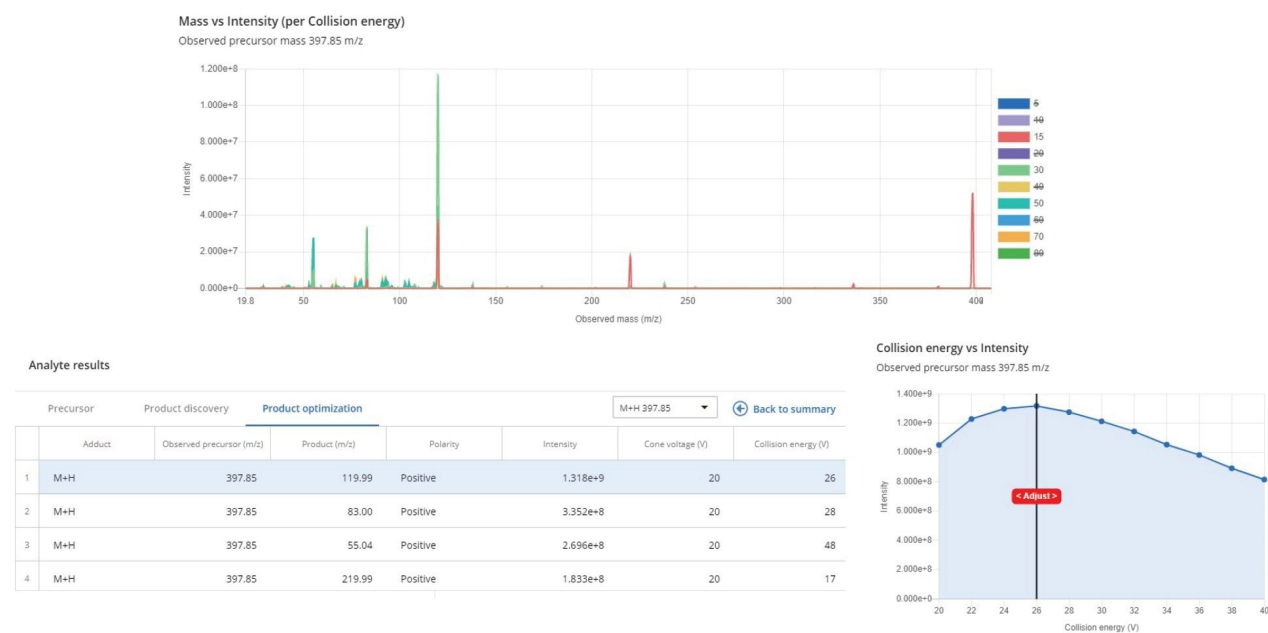 Mass vs Intensity (per Collision energy)
Observed precursor mass 397.85 m/z
1.200e+8
1.000e+8
8.000e+7
6.000e+7
4.000e+7
2.000e+7
0.000e+0
Intensity
19.8 50 100 150 200 250 300 350 400
Observed mass (m/z)
5
10
15
20
30
40
50
60
70
80
Analyte results
Precursor Product discovery Product optimization M+H 397.85 Back to summary
Adduct Observed precursor (m/z) Product (m/z) Polarity Intensity Cone voltage (V) Collision energy (V)
1 M+H 397.85 119.99 Positive 1.318e+9 20 26
2 M+H 397.85 83.00 Positive 3.352e+8 20 28
3 M+H 397.85 55.04 Positive 2.696e+8 20 48
4 M+H 397.85 219.99 Positive 1.833e+8 20 17
Collision energy vs Intensity
Observed precursor mass 397.85 m/z
1.400e+9
1.200e+9
1.000e+9
8.000e+8
6.000e+8
4.000e+8
2.000e+8
0.000e+0
Intensity
< Adjust >
20 22 24 26 28 30 32 34 36 38 40
Collision energy (V)